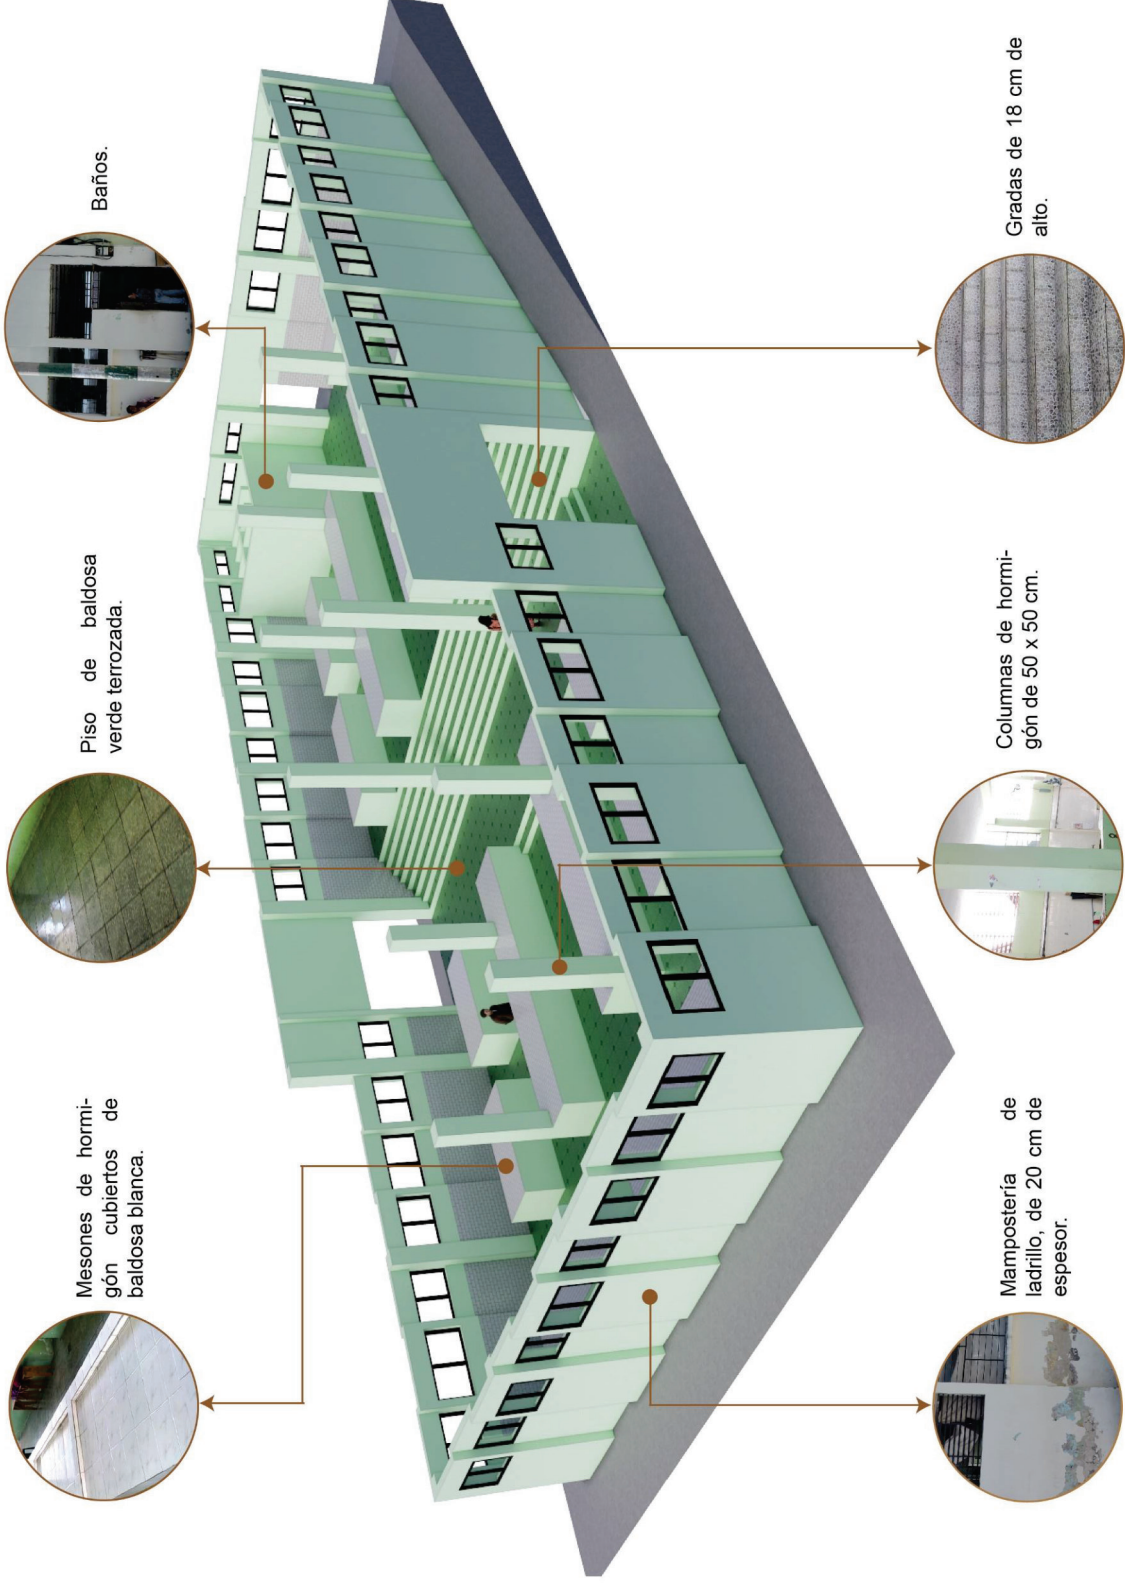 Mesones de hormi-
gón cubiertos de
baldosa blanca.
Piso de baldosa
verde terrozada.
Baños.
Mampostería de
ladrillo, de 20 cm de
espesor.
Columnas de hormi-
gón de 50 x 50 cm.
Gradas de 18 cm de
alto.